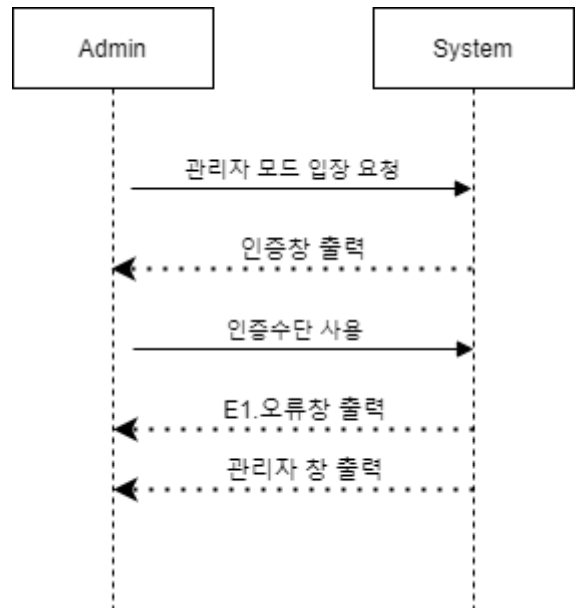 Admin
System
관리자 모드 입장 요청
인증창 출력
인증수단 사용
E1.오류창 출력
관리자 창 출력